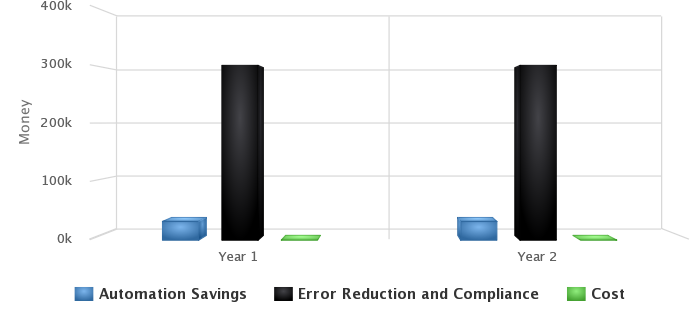 400k
300k
200k
100k
0k
Money
Year 1 Year 2
Automation Savings Error Reduction and Compliance Cost